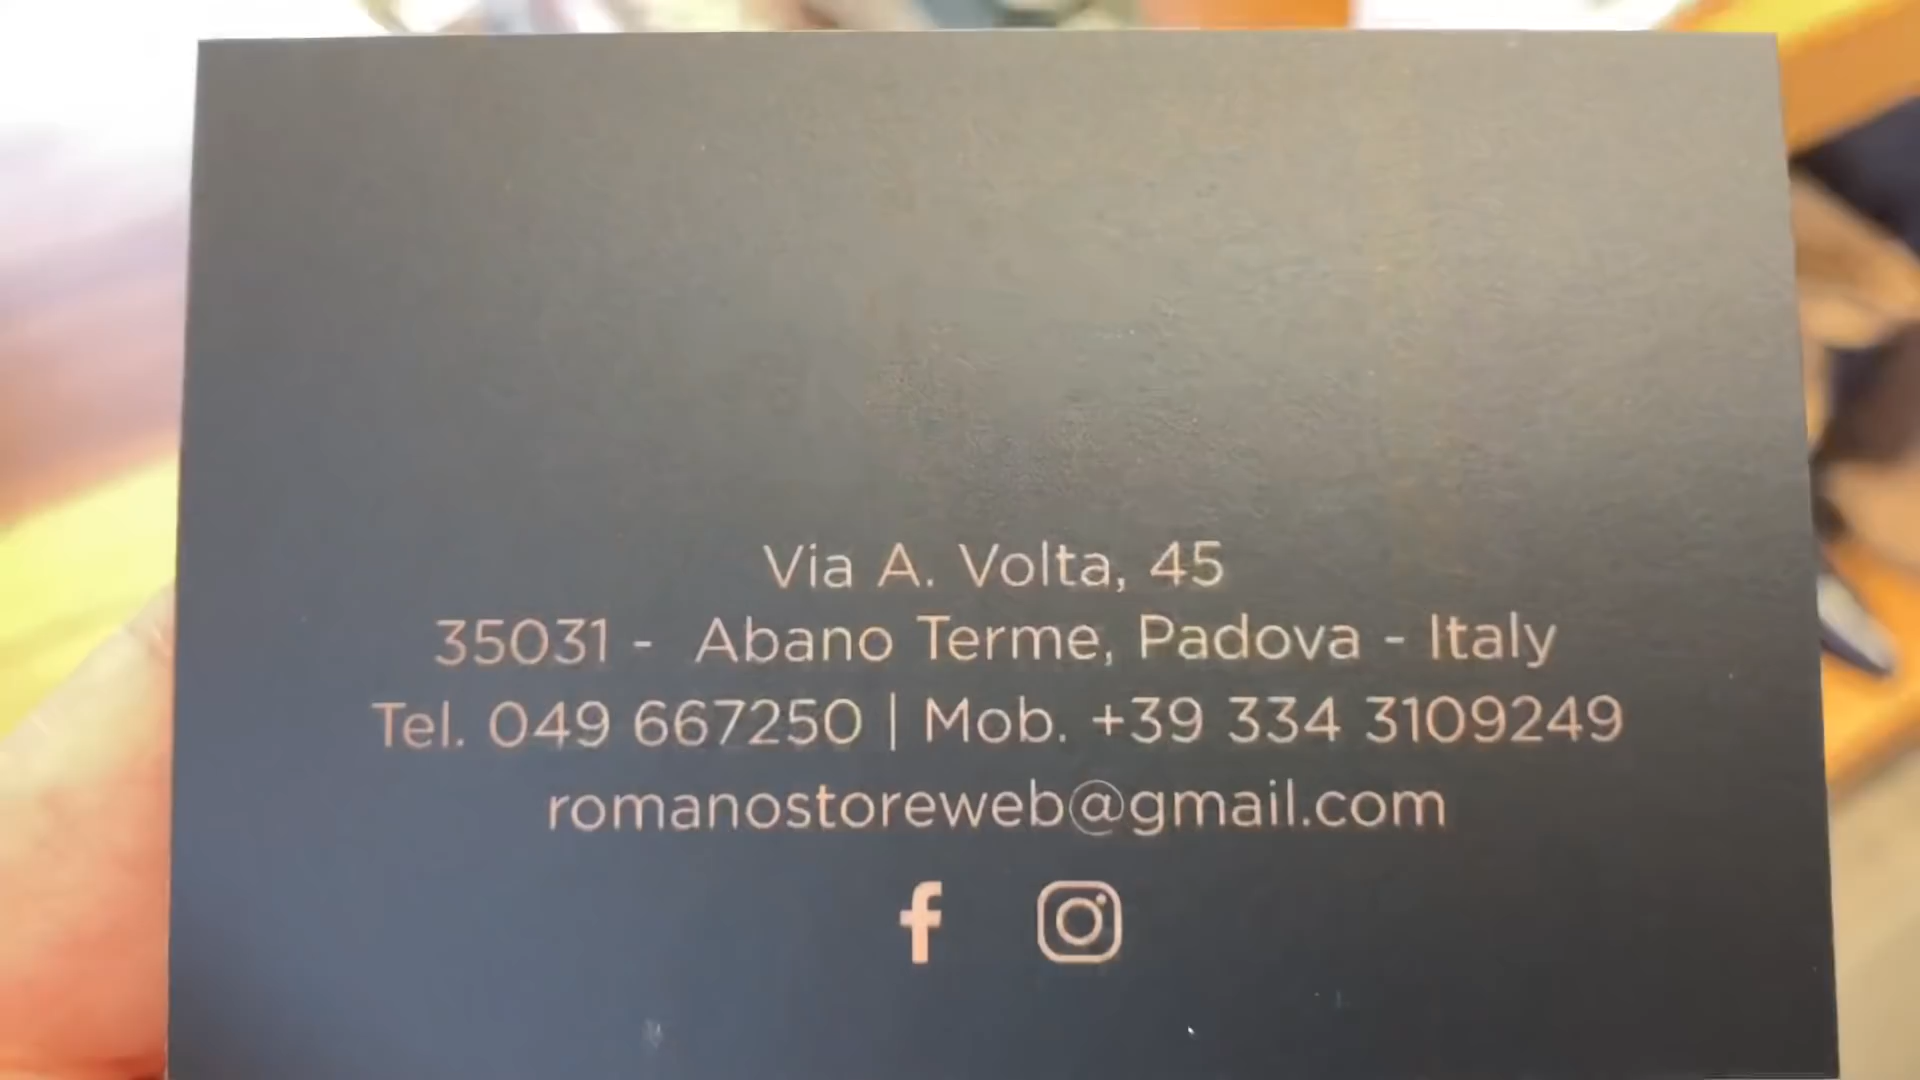 Via A. Volta, 45
35031 - Abano Terme, Padova - Italy
Tel. 049 667250 | Mob. +39 334 3109249
romanostoreweb@gmail.com